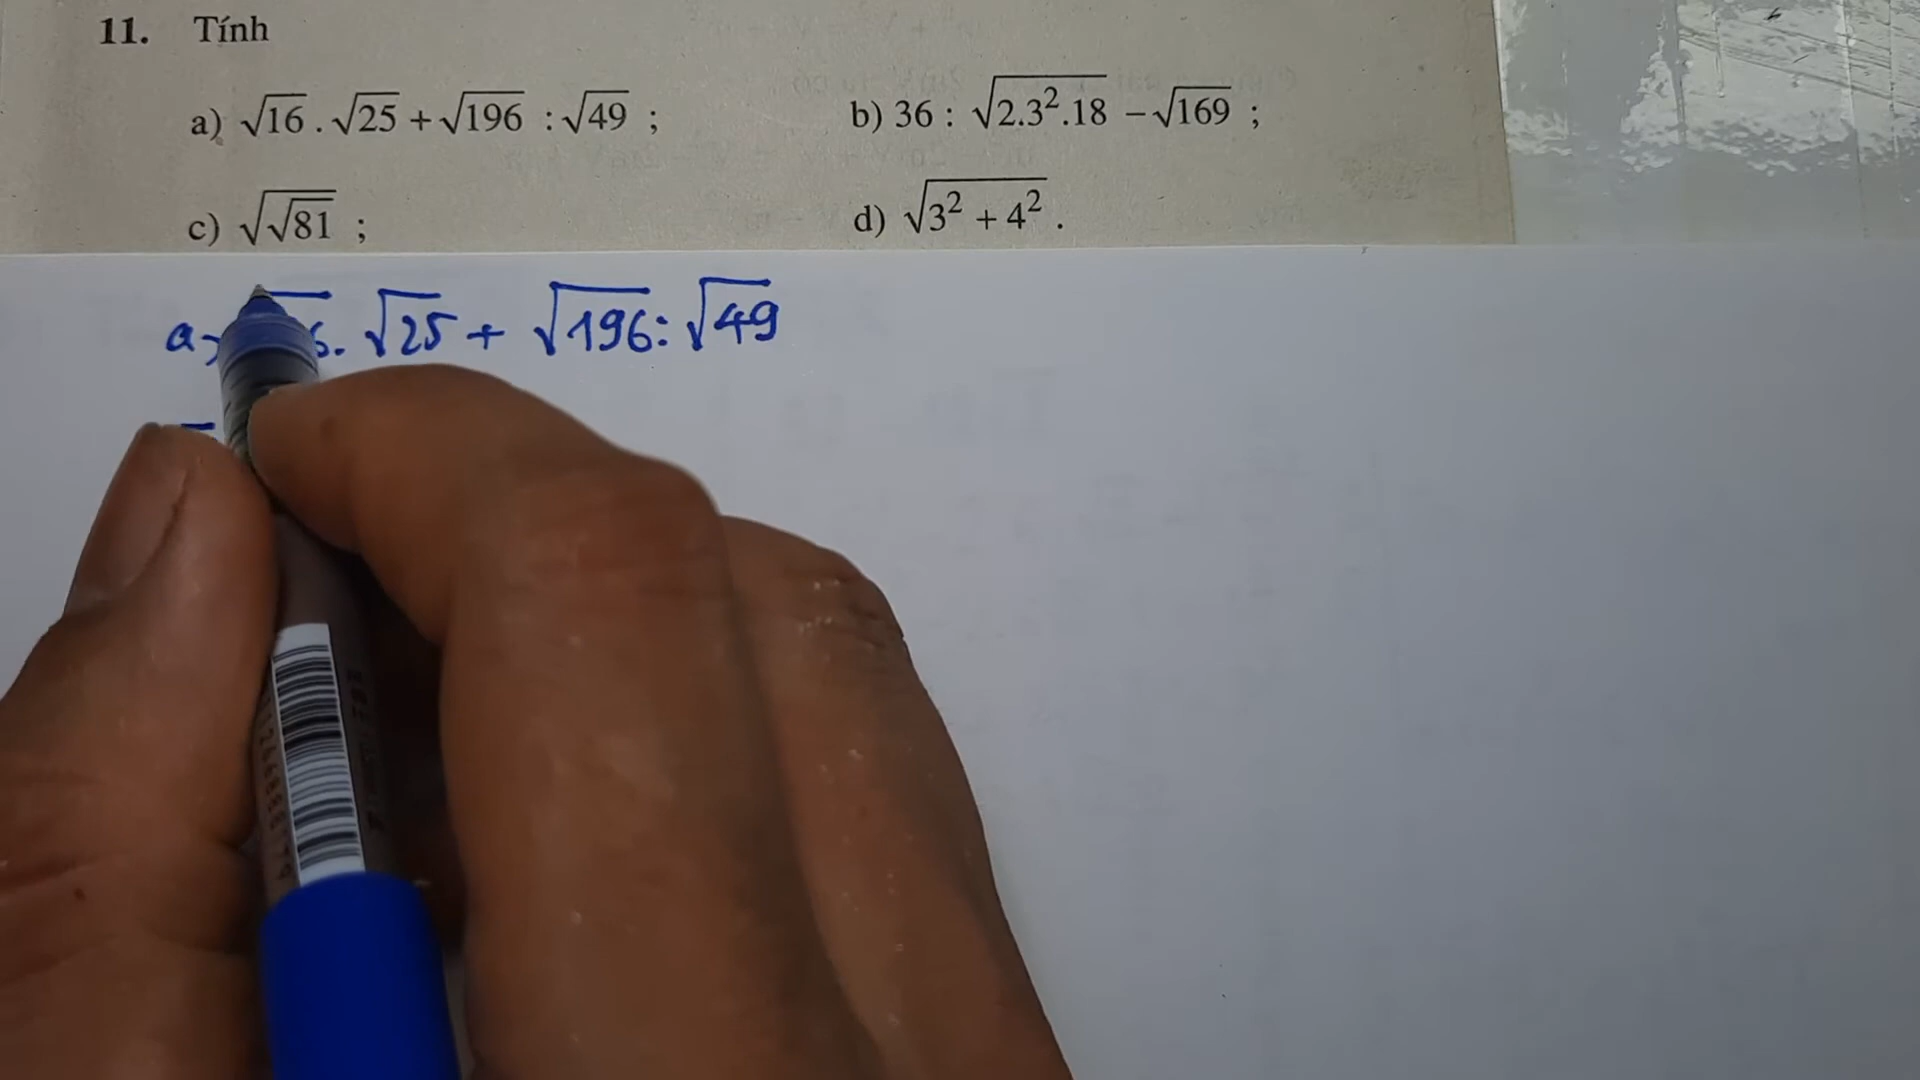 11. Tính
a) √16 . √25 + √196 : √49 ; b) 36 : √2.3².18 − √169 ;
c) √√81 ; d) √3² + 4² .
a) 6. √25 + √196 : √49